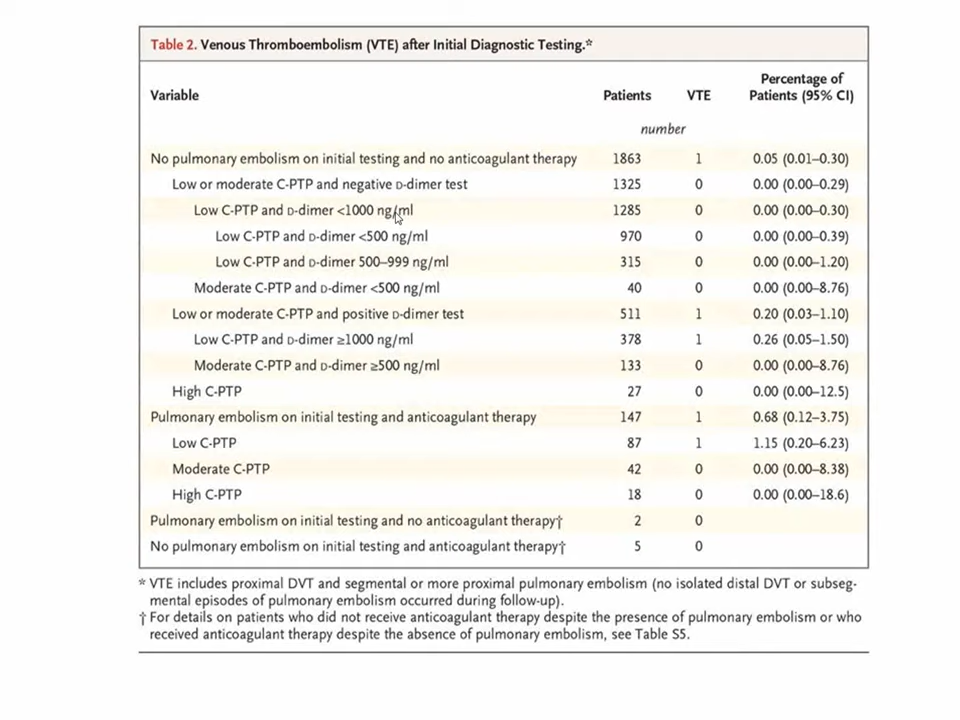 Table 2. Venous Thromboembolism (VTE) after Initial Diagnostic Testing.*
Variable Patients VTE Percentage of Patients (95% CI)
number
No pulmonary embolism on initial testing and no anticoagulant therapy 1863 1 0.05 (0.01–0.30)
Low or moderate C-PTP and negative D-dimer test 1325 0 0.00 (0.00–0.29)
Low C-PTP and D-dimer <1000 ng/ml 1285 0 0.00 (0.00–0.30)
Low C-PTP and D-dimer <500 ng/ml 970 0 0.00 (0.00–0.39)
Low C-PTP and D-dimer 500–999 ng/ml 315 0 0.00 (0.00–1.20)
Moderate C-PTP and D-dimer <500 ng/ml 40 0 0.00 (0.00–8.76)
Low or moderate C-PTP and positive D-dimer test 511 1 0.20 (0.03–1.10)
Low C-PTP and D-dimer ≥1000 ng/ml 378 1 0.26 (0.05–1.50)
Moderate C-PTP and D-dimer ≥500 ng/ml 133 0 0.00 (0.00–8.76)
High C-PTP 27 0 0.00 (0.00–12.5)
Pulmonary embolism on initial testing and anticoagulant therapy 147 1 0.68 (0.12–3.75)
Low C-PTP 87 1 1.15 (0.20–6.23)
Moderate C-PTP 42 0 0.00 (0.00–8.38)
High C-PTP 18 0 0.00 (0.00–18.6)
Pulmonary embolism on initial testing and no anticoagulant therapy† 2 0
No pulmonary embolism on initial testing and anticoagulant therapy† 5 0
* VTE includes proximal DVT and segmental or more proximal pulmonary embolism (no isolated distal DVT or subseg-
mental episodes of pulmonary embolism occurred during follow-up).
† For details on patients who did not receive anticoagulant therapy despite the presence of pulmonary embolism or who
received anticoagulant therapy despite the absence of pulmonary embolism, see Table S5.